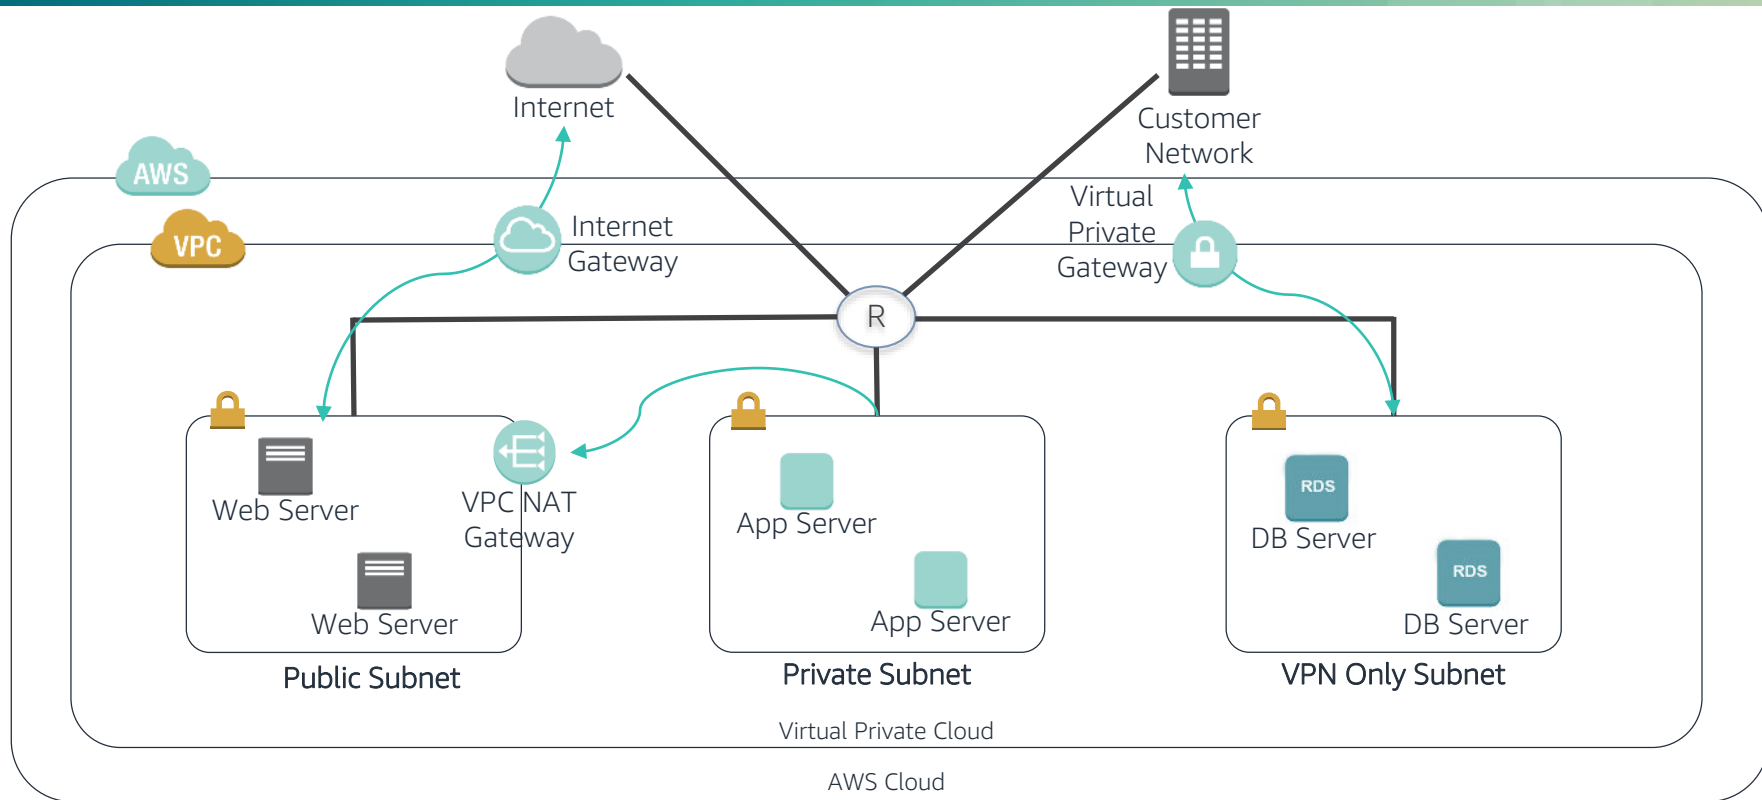 Internet
Customer
Network
AWS
Virtual
Private
Gateway
Internet
Gateway
VPC
R
Web Server
VPC NAT
Gateway
Web Server
Public Subnet
App Server
App Server
Private Subnet
RDS
DB Server
RDS
DB Server
VPN Only Subnet
Virtual Private Cloud
AWS Cloud